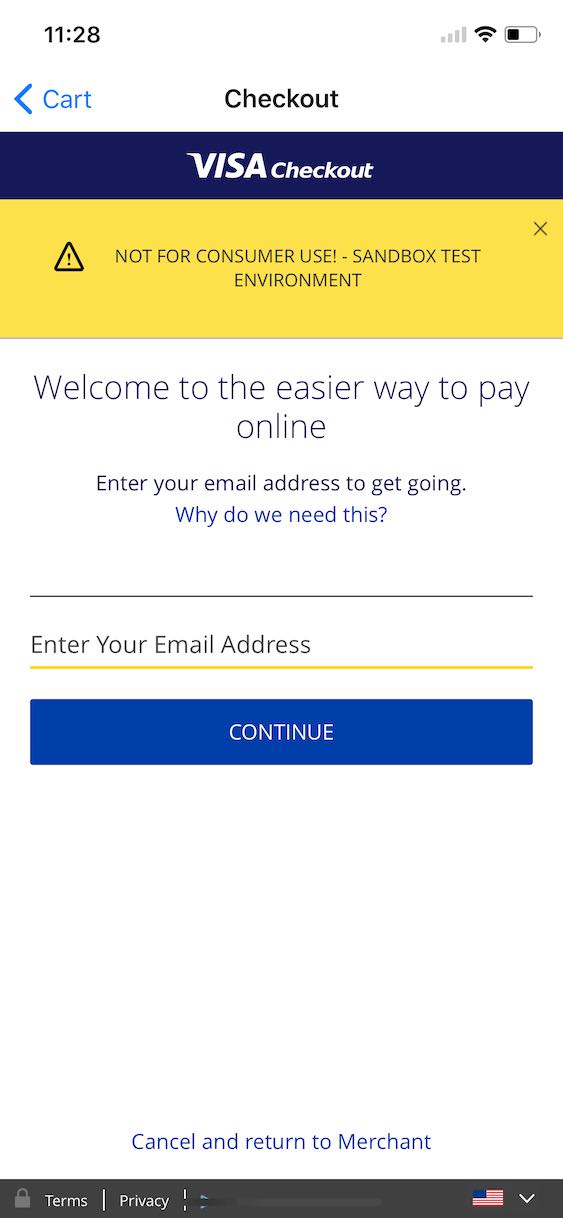 11:28
Cart
Checkout
VISA Checkout
NOT FOR CONSUMER USE! - SANDBOX TEST
ENVIRONMENT
Welcome to the easier way to pay
online
Enter your email address to get going.
Why do we need this?
Enter Your Email Address
CONTINUE
Cancel and return to Merchant
Terms
Privacy